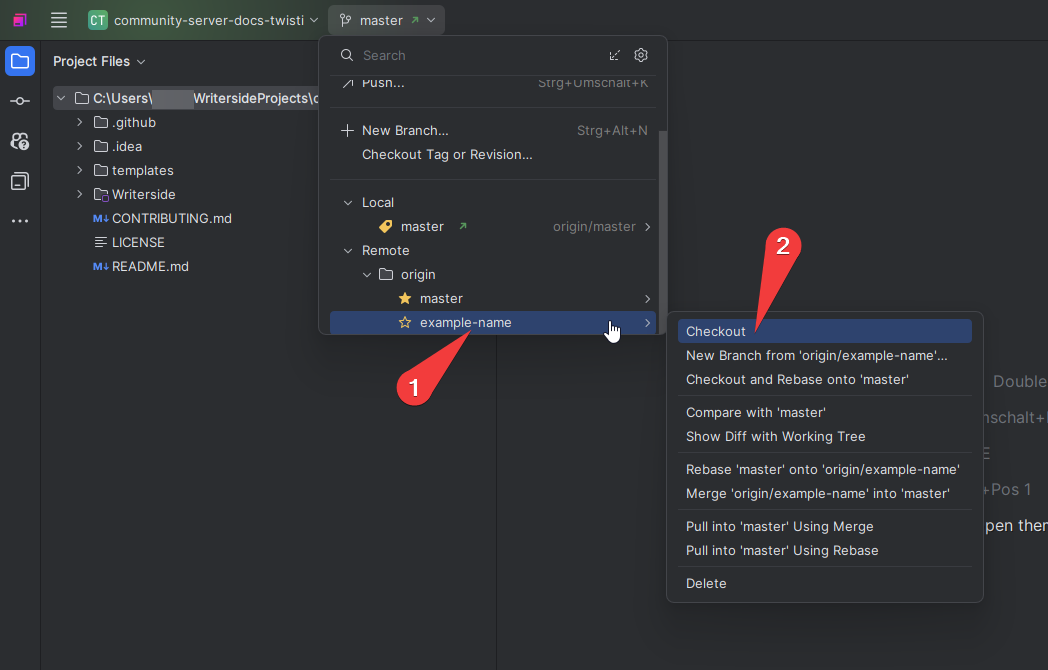 CT community-server-docs-twisti master
Project Files
C:\Users\ WritersideProjects\
.github
.idea
templates
Writerside
M↓ CONTRIBUTING.md
LICENSE
M↓ README.md
Search
Push... Strg+Umschalt+K
New Branch... Strg+Alt+N
Checkout Tag or Revision...
Local
master origin/master
Remote
origin
master
example-name
1
2
Checkout
New Branch from 'origin/example-name'...
Checkout and Rebase onto 'master'
Compare with 'master'
Show Diff with Working Tree
Rebase 'master' onto 'origin/example-name'
Merge 'origin/example-name' into 'master'
Pull into 'master' Using Merge
Pull into 'master' Using Rebase
Delete
Double
nschalt+
E
+Pos 1
pen ther